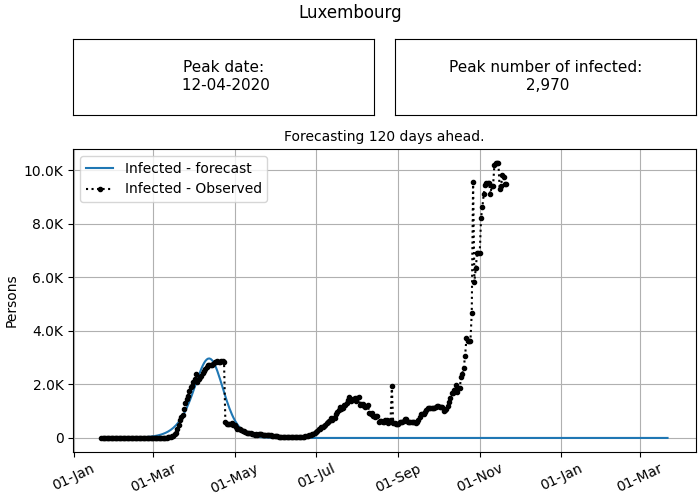 Luxembourg
Peak date:
12-04-2020
Peak number of infected:
2,970
Forecasting 120 days ahead.
Infected - forecast
Infected - Observed
10.0K
8.0K
6.0K
4.0K
2.0K
0
Persons
01-Jan
01-Mar
01-May
01-Jul
01-Sep
01-Nov
01-Jan
01-Mar